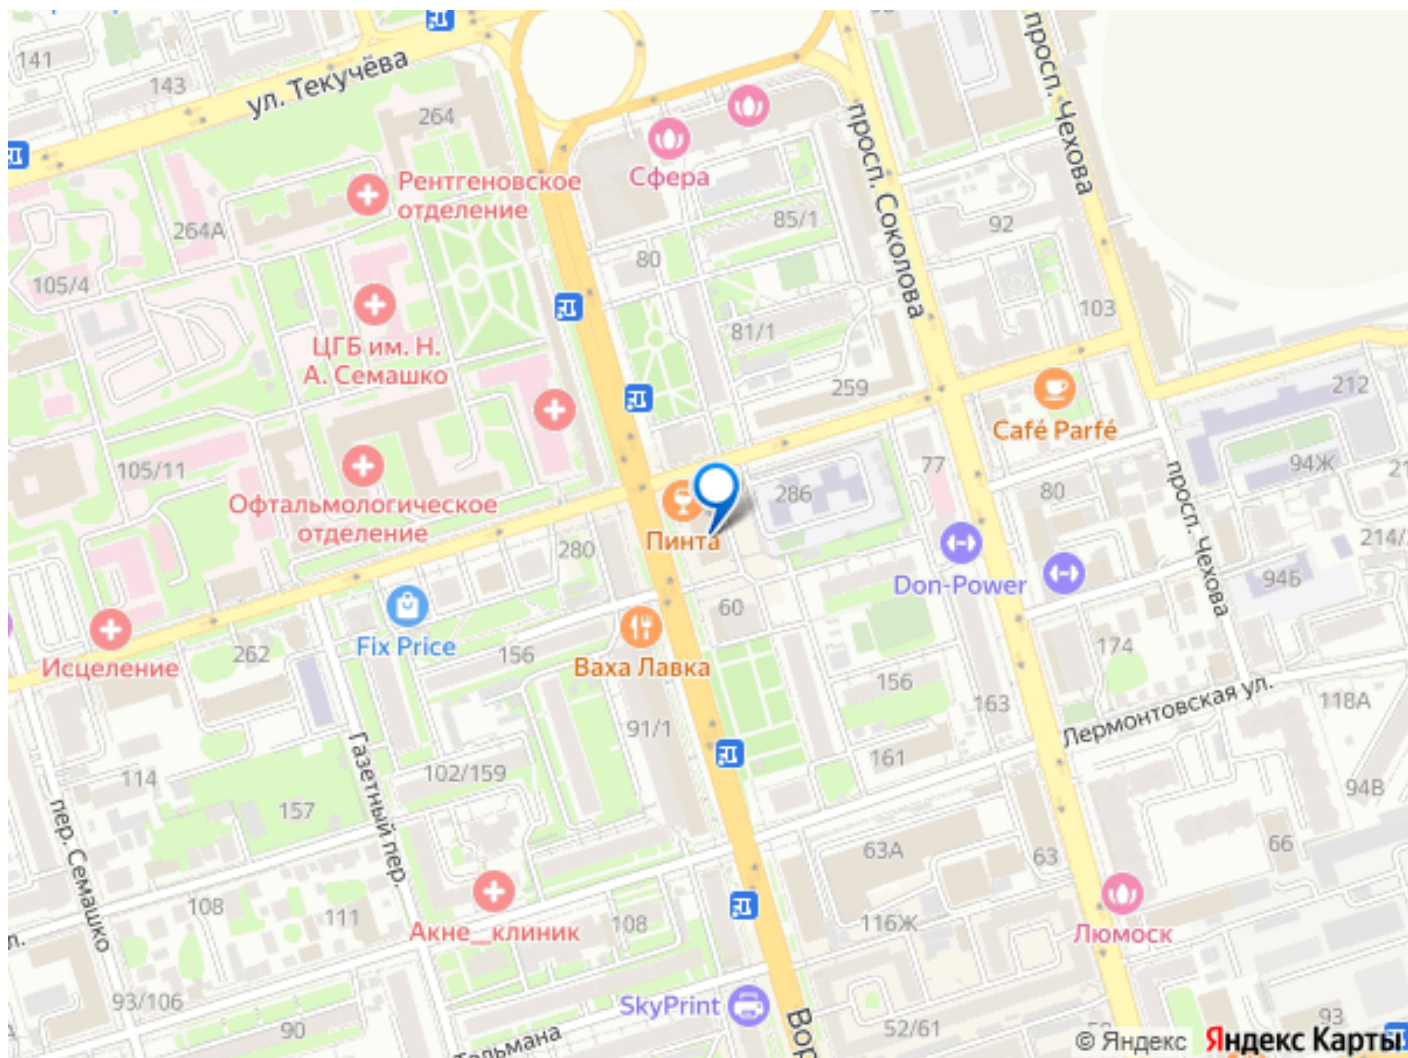 141
143
ул. Текучёва
264
Сфера
просп. Соколова
просп. Чехова
Рентгеновское
отделение
264А
85/1
92
80
105/4
81/1
103
ЦГБ им. Н.
А. Семашко
259
212
Café Parfé
105/11
77
94Ж
80
286
Офтальмологическое
отделение
Пинта
280
214/
просп. Чехова
Don-Power
94Б
60
Fix Price
Ваха Лавка
Исцеление
262
156
174
156
163
118А
Лермонтовская ул.
91/1
161
114
102/159
Газетный пер.
157
94В
пер. Семашко
63А
63
66
108
111
Акне__клиник
108
116Ж
Люмоск
93/106
90
SkyPrint
Вор
52/61
93
© Яндекс
Яндекс Карты